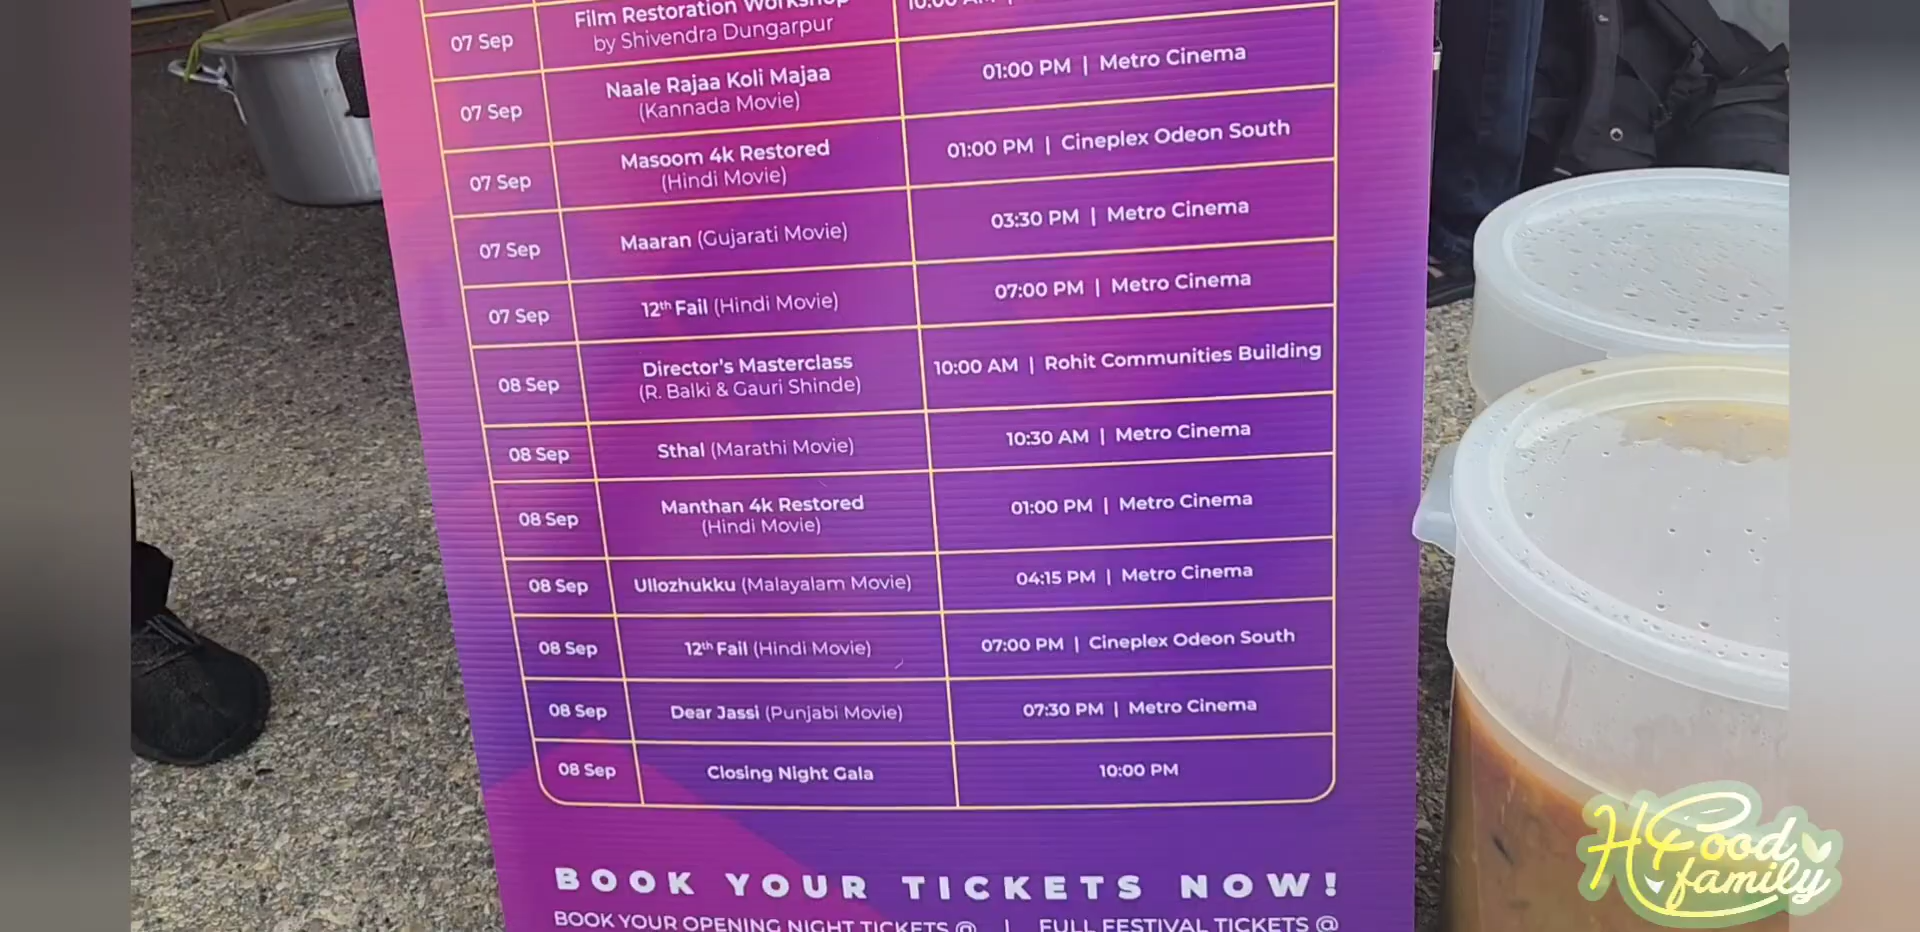 07 Sep
Film Restoration Workshop
by Shivendra Dungarpur
10:00 AM |
07 Sep
Naale Rajaa Koli Majaa
(Kannada Movie)
01:00 PM | Metro Cinema
07 Sep
Masoom 4k Restored
(Hindi Movie)
01:00 PM | Cineplex Odeon South
07 Sep
Maaran (Gujarati Movie)
03:30 PM | Metro Cinema
07 Sep
12th Fail (Hindi Movie)
07:00 PM | Metro Cinema
08 Sep
Director's Masterclass
(R. Balki & Gauri Shinde)
10:00 AM | Rohit Communities Building
08 Sep
Sthal (Marathi Movie)
10:30 AM | Metro Cinema
08 Sep
Manthan 4k Restored
(Hindi Movie)
01:00 PM | Metro Cinema
08 Sep
Ullozhukku (Malayalam Movie)
04:15 PM | Metro Cinema
08 Sep
12th Fail (Hindi Movie)
07:00 PM | Cineplex Odeon South
08 Sep
Dear Jassi (Punjabi Movie)
07:30 PM | Metro Cinema
08 Sep
Closing Night Gala
10:00 PM
BOOK YOUR TICKETS NOW!
BOOK YOUR OPENING NIGHT TICKETS @ | FULL FESTIVAL TICKETS @
H Food
family